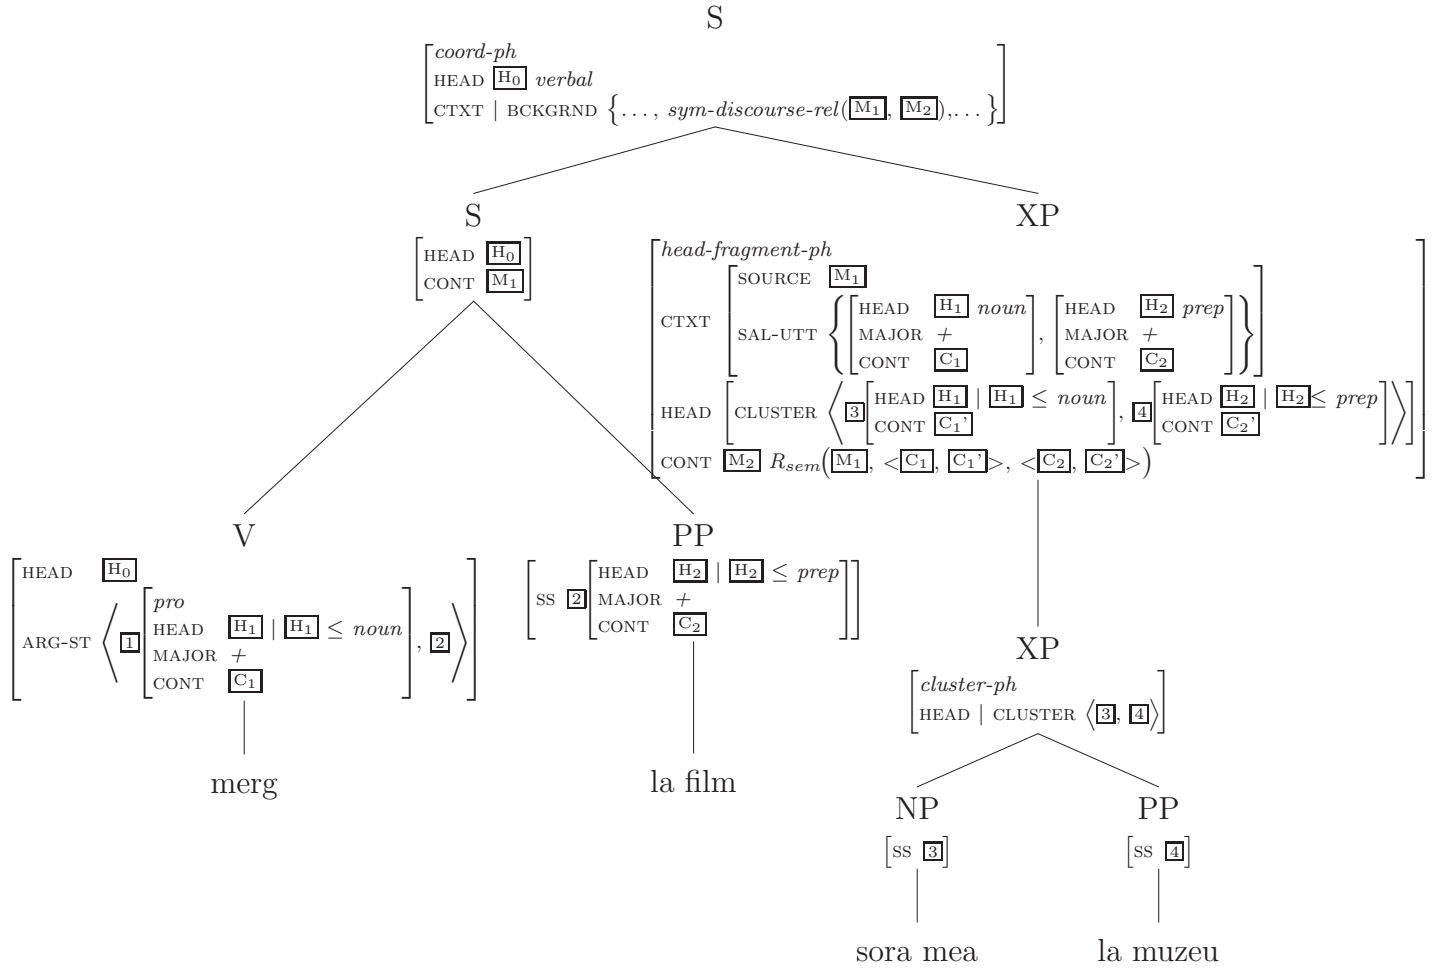 S
coord-ph
HEAD H0 verbal
CTXT | BCKGRND {..., sym-discourse-rel(M1, M2),...}
S XP
HEAD H0
CONT M1
head-fragment-ph
SOURCE M1
CTXT SAL-UTT
HEAD H1 noun HEAD H2 prep
MAJOR + , MAJOR +
CONT C1 CONT C2
HEAD CLUSTER
3 HEAD H1 | H1 ≤ noun , 4 HEAD H2 | H2 ≤ prep
CONT C1' CONT C2'
CONT M2 Rsem(M1, <C1, C1'>, <C2, C2'>)
V PP
HEAD H0
ARG-ST 1
pro
HEAD H1 | H1 ≤ noun
MAJOR +
CONT C1
, 2
SS 2
HEAD H2 | H2 ≤ prep
MAJOR +
CONT C2
XP
cluster-ph
HEAD | CLUSTER ⟨3, 4⟩
merg la film
NP PP
[SS 3] [SS 4]
sora mea la muzeu